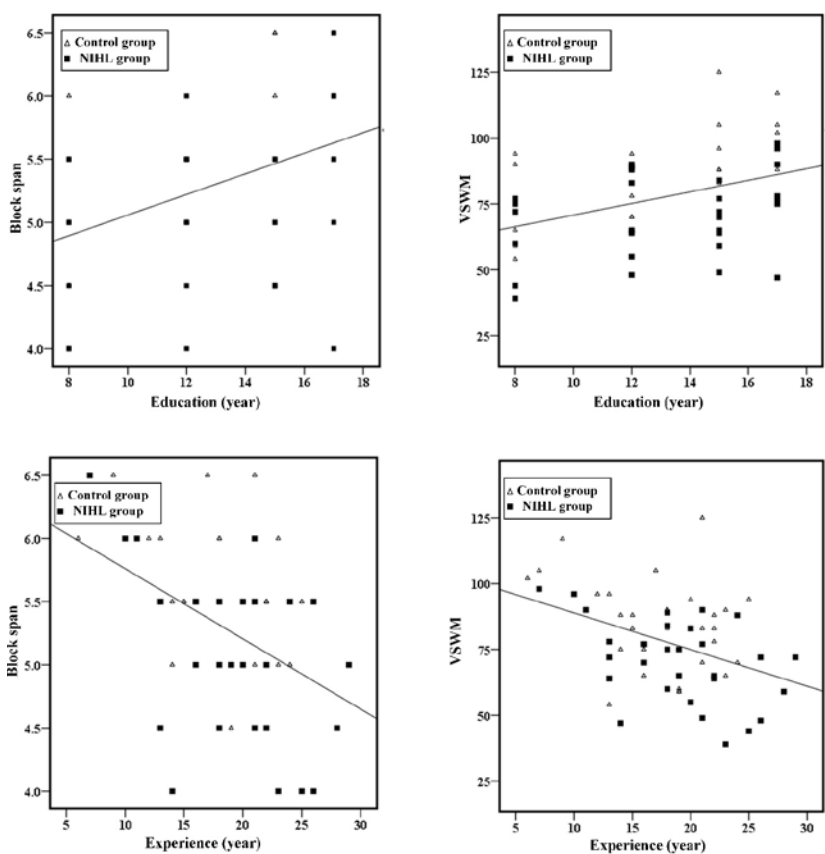 6.5
Control group
NIHL group
6.0
5.5
Block span
5.0
4.5
4.0
8 10 12 14 16 18
Education (year)
Control group
NIHL group
125
100
VSWM
75
50
25
8 10 12 14 16 18
Education (year)
6.5
Control group
NIHL group
6.0
5.5
Block span
5.0
4.5
4.0
5 10 15 20 25 30
Experience (year)
Control group
NIHL group
125
100
VSWM
75
50
25
5 10 15 20 25 30
Experience (year)